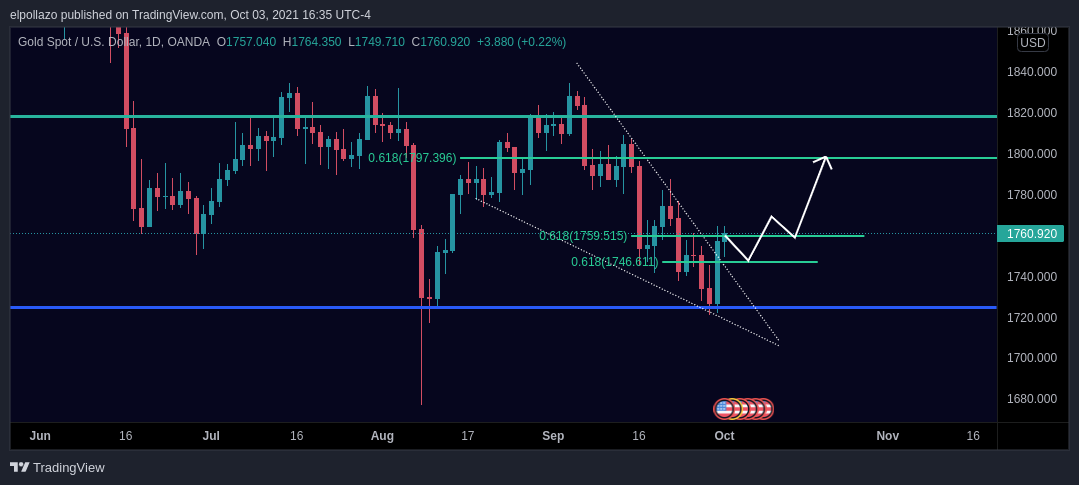 elpollazo published on TradingView.com, Oct 03, 2021 16:35 UTC-4
Gold Spot / U.S. Dollar, 1D, OANDA O1757.040 H1764.350 L1749.710 C1760.920 +3.880 (+0.22%)
1860.000
USD
1840.000
1820.000
1800.000
0.618(1797.396)
1780.000
0.618(1759.515)
1760.920
0.618(1746.611)
1740.000
1720.000
1700.000
1680.000
Jun 16 Jul 16 Aug 17 Sep 16 Oct Nov 16
TradingView